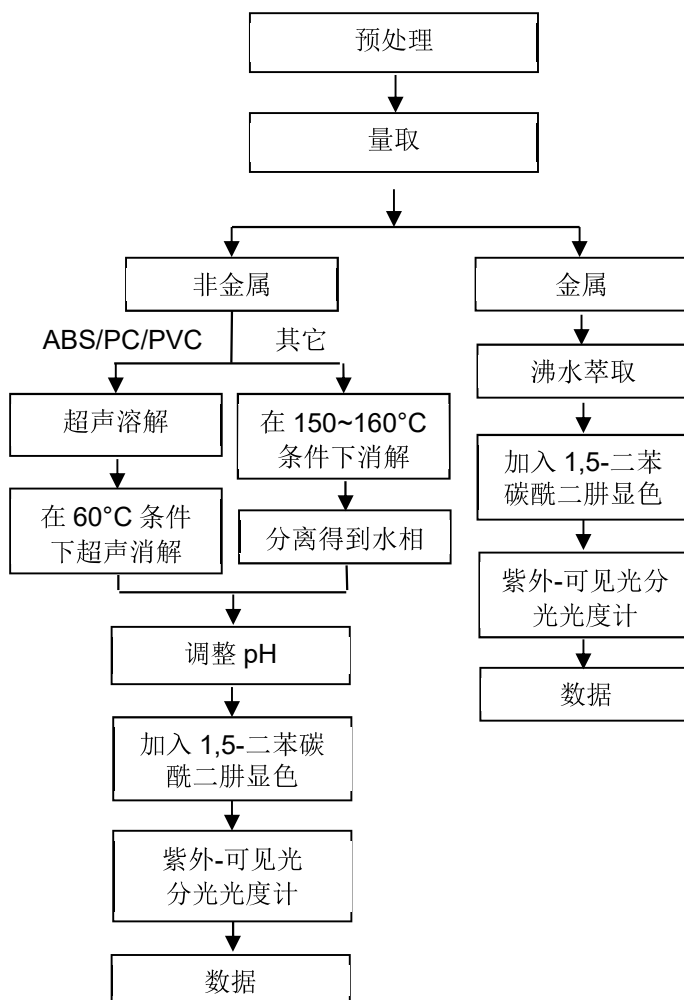 预处理
量取
非金属
金属
ABS/PC/PVC
其它
超声溶解
在 60°C 条件
下超声消解
在 150~160°C
条件下消解
分离得到水相
调整 pH
加入 1,5-二苯碳
酰二肼显色
紫外-可见光
分光光度计
数据
沸水萃取
加入 1,5-二苯
碳酰二肼显色
紫外-可见光分
光光度计
数据